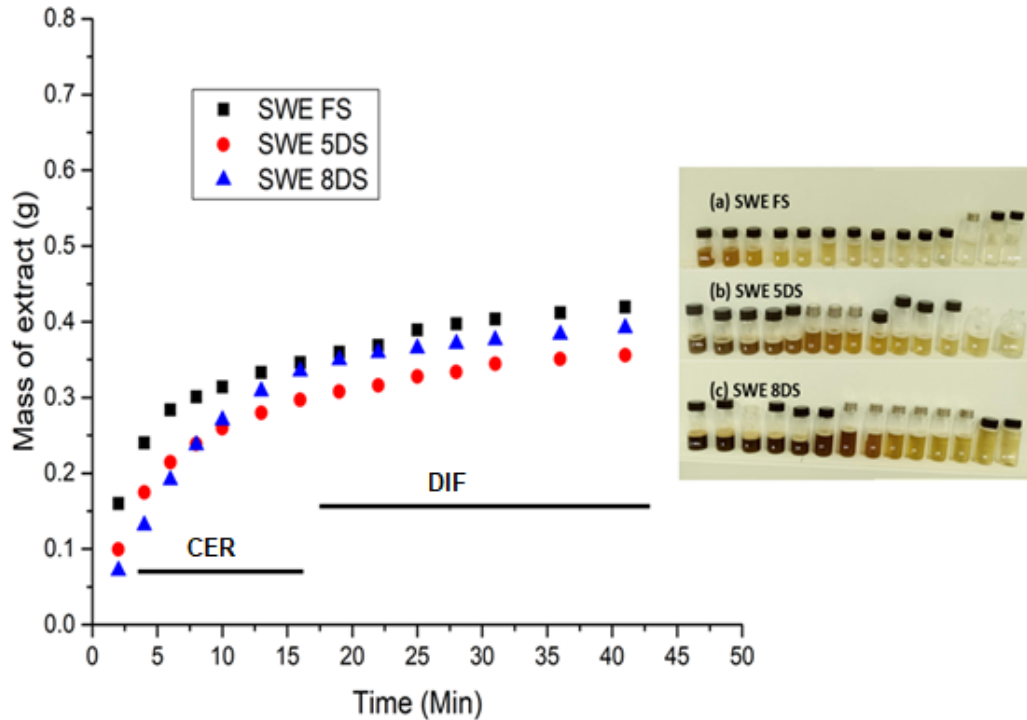 0.8
0.7
0.6
0.5
0.4
0.3
0.2
0.1
0.0
Mass of extract (g)
SWE FS
SWE 5DS
SWE 8DS
CER
DIF
0 5 10 15 20 25 30 35 40 45 50
Time (Min)
(a) SWE FS
(b) SWE 5DS
(c) SWE 8DS